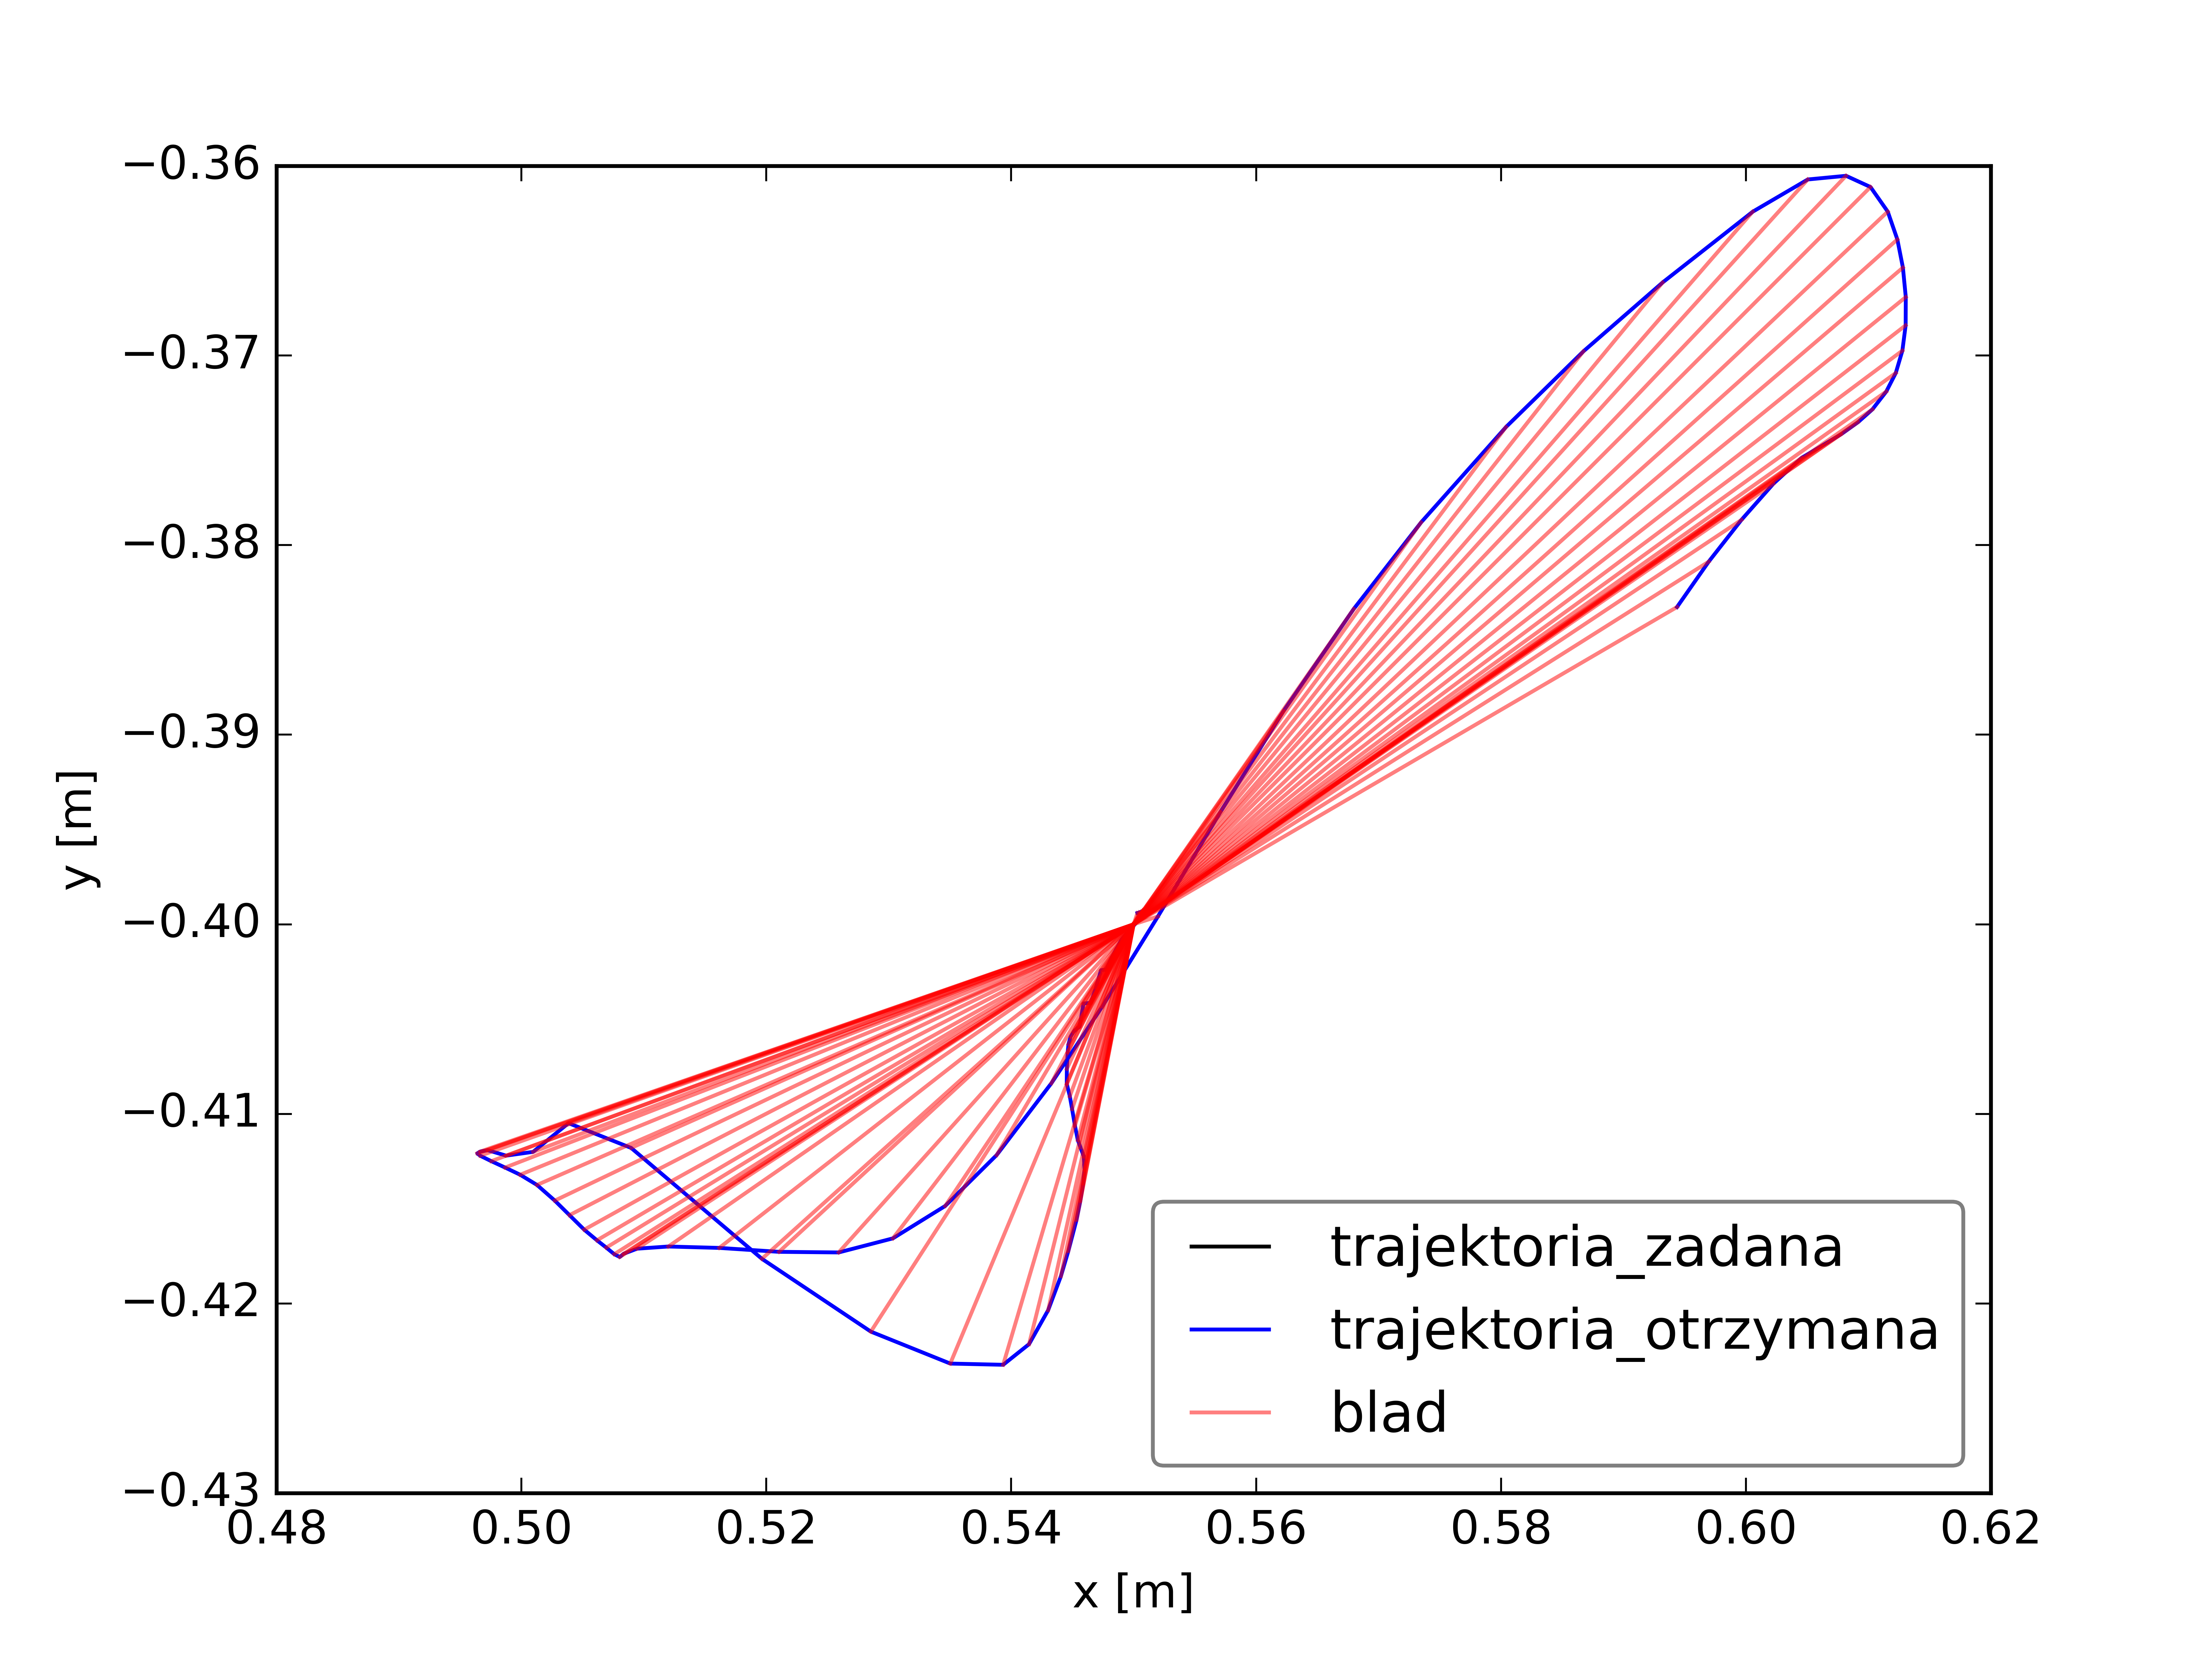 −0.36
−0.37
−0.38
−0.39
−0.40
−0.41
−0.42
−0.43
y [m]
0.48 0.50 0.52 0.54 0.56 0.58 0.60 0.62
x [m]
trajektoria_zadana
trajektoria_otrzymana
blad